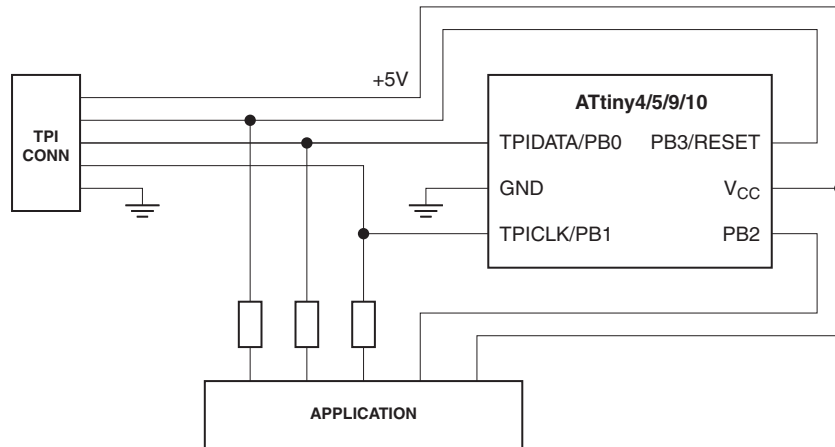 +5V
TPI
CONN
ATtiny4/5/9/10
TPIDATA/PB0
PB3/RESET
GND
VCC
TPICLK/PB1
PB2
APPLICATION